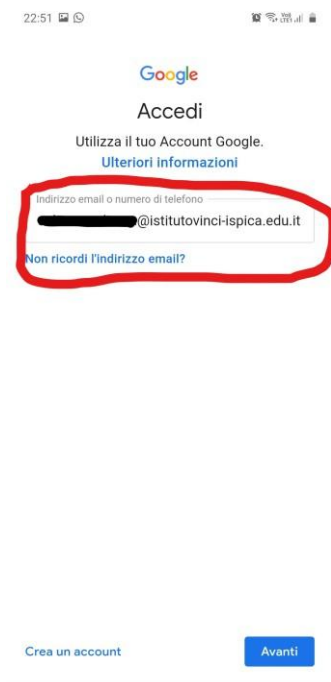 22:51
Google
Accedi
Utilizza il tuo Account Google.
Ulteriori informazioni
Indirizzo email o numero di telefono
@istitutovinci-ispica.edu.it
Non ricordi l'indirizzo email?
Crea un account
Avanti